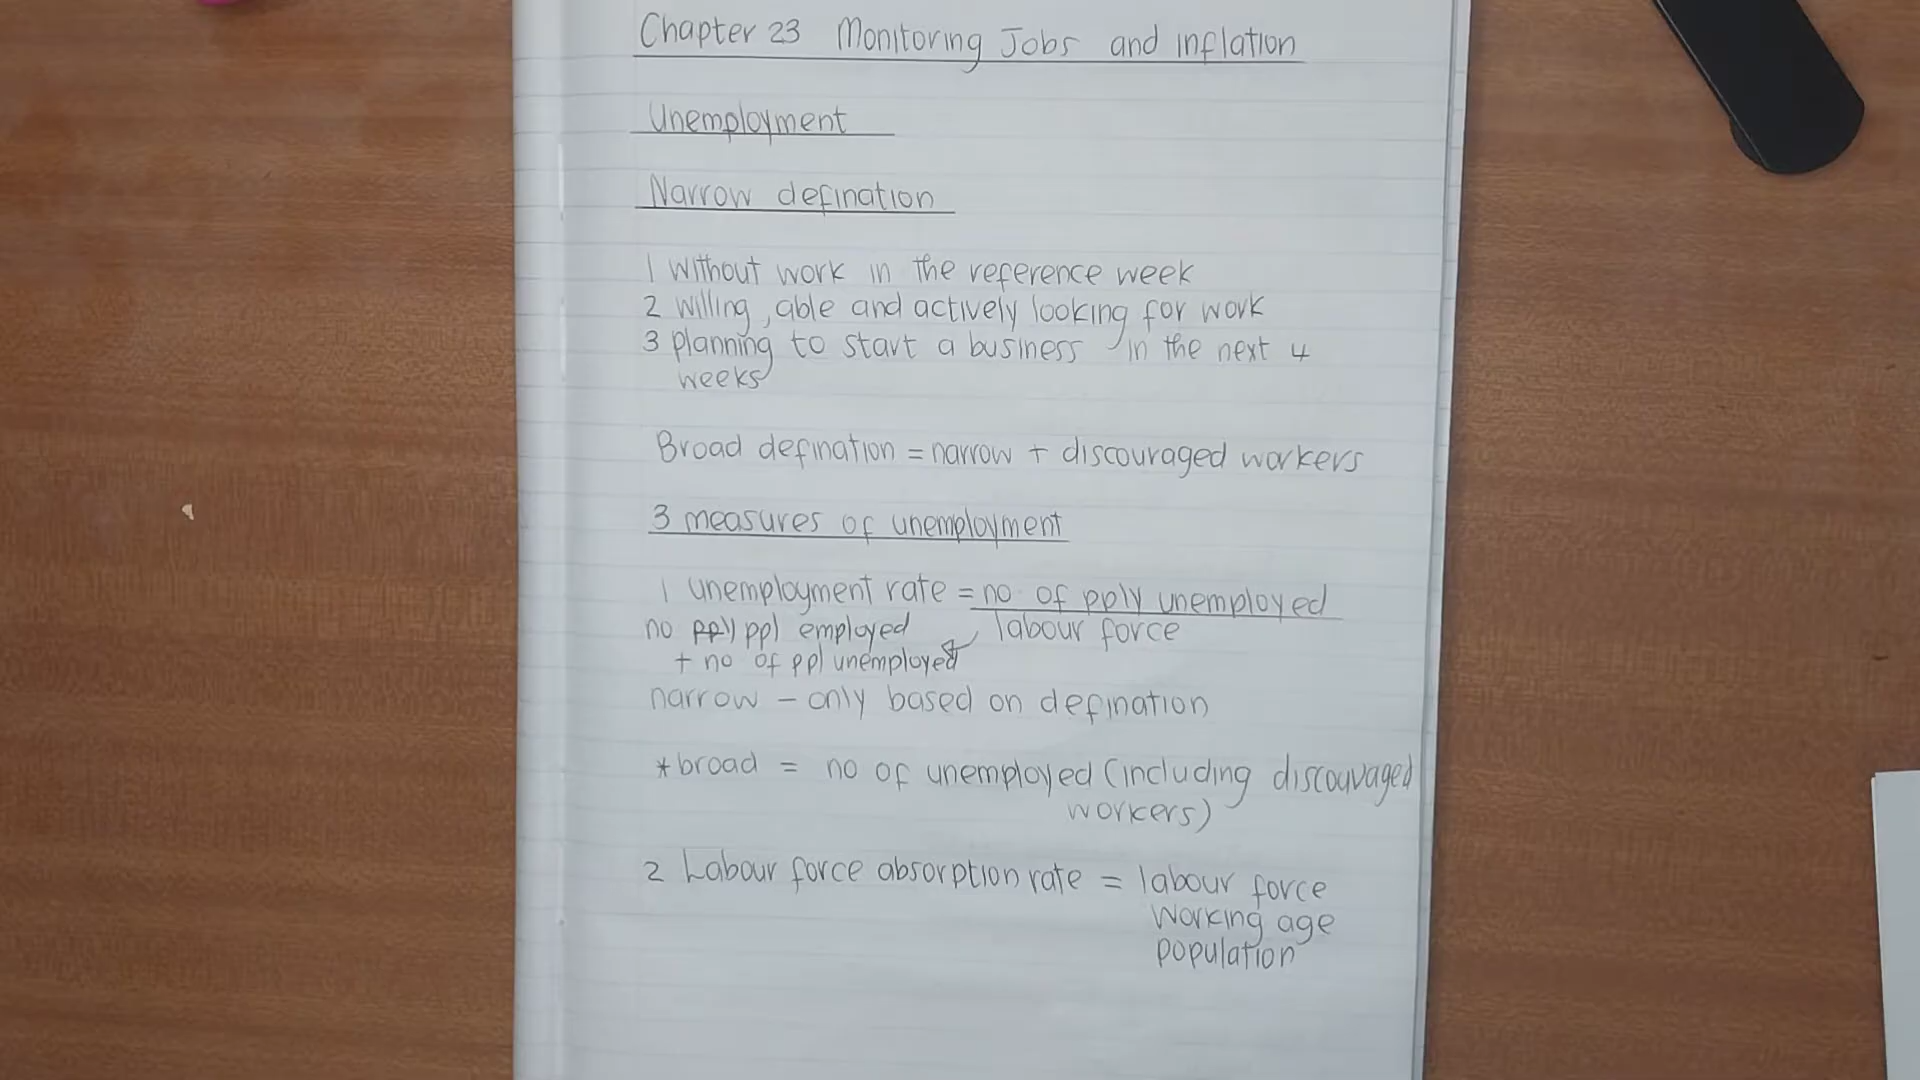 Chapter 23 Monitoring Jobs and inflation
Unemployment
Narrow defination
1 without work in the reference week
2 willing, able and actively looking for work
3 planning to start a business in the next 4
weeks
Broad defination = narrow + discouraged workers
3 measures of unemployment
1 unemployment rate = no of pply unemployed
no pply ppl employed labour force
+ no of ppl unemployed
narrow - only based on defination
*broad = no of unemployed (including discouraged
workers)
2 Labour force absorption rate = labour force
working age
population